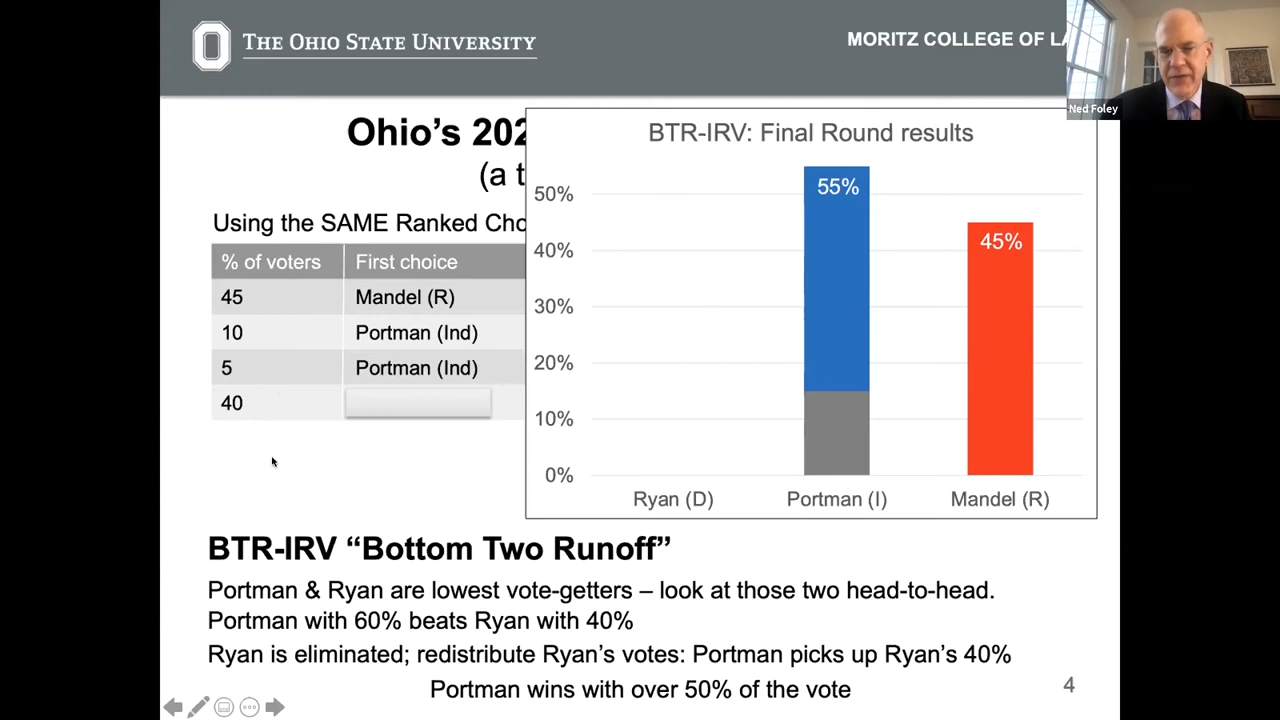 THE OHIO STATE UNIVERSITY
MORITZ COLLEGE OF LA
Ned Foley
Ohio's 202
(a t
Using the SAME Ranked Cho
% of voters First choice
45 Mandel (R)
10 Portman (Ind)
5 Portman (Ind)
40
BTR-IRV: Final Round results
50%
40%
30%
20%
10%
0%
55%
45%
Ryan (D) Portman (I) Mandel (R)
BTR-IRV “Bottom Two Runoff”
Portman & Ryan are lowest vote-getters – look at those two head-to-head.
Portman with 60% beats Ryan with 40%
Ryan is eliminated; redistribute Ryan's votes: Portman picks up Ryan's 40%
Portman wins with over 50% of the vote
4